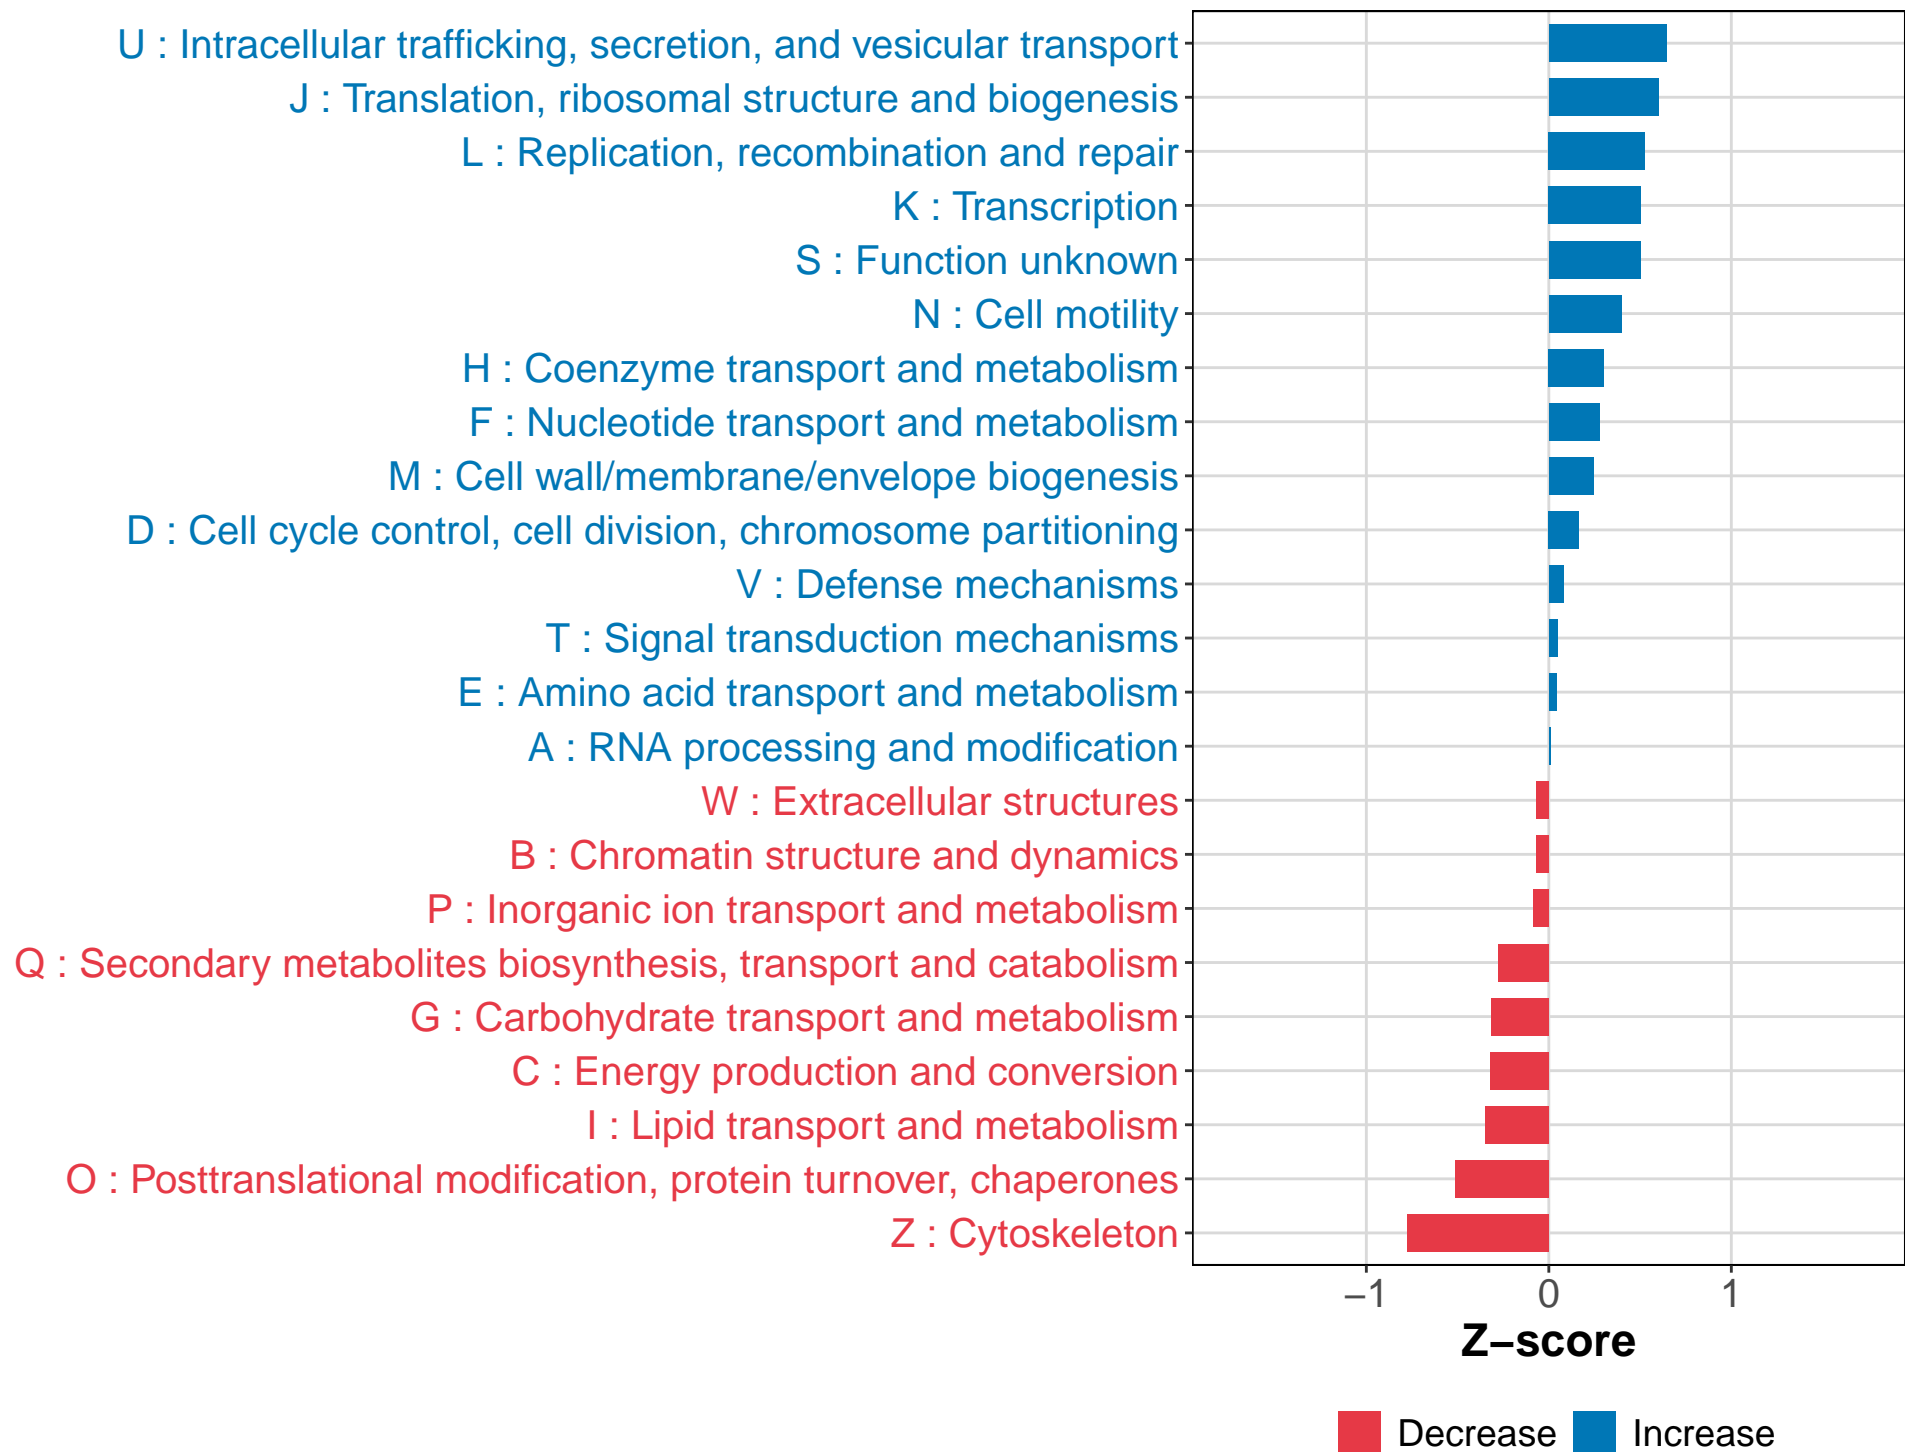 U : Intracellular trafficking, secretion, and vesicular transport
J : Translation, ribosomal structure and biogenesis
L : Replication, recombination and repair
K : Transcription
S : Function unknown
N : Cell motility
H : Coenzyme transport and metabolism
F : Nucleotide transport and metabolism
M : Cell wall/membrane/envelope biogenesis
D : Cell cycle control, cell division, chromosome partitioning
V : Defense mechanisms
T : Signal transduction mechanisms
E : Amino acid transport and metabolism
A : RNA processing and modification
W : Extracellular structures
B : Chromatin structure and dynamics
P : Inorganic ion transport and metabolism
Q : Secondary metabolites biosynthesis, transport and catabolism
G : Carbohydrate transport and metabolism
C : Energy production and conversion
I : Lipid transport and metabolism
O : Posttranslational modification, protein turnover, chaperones
Z : Cytoskeleton
−1 0 1
Z−score
Decrease Increase